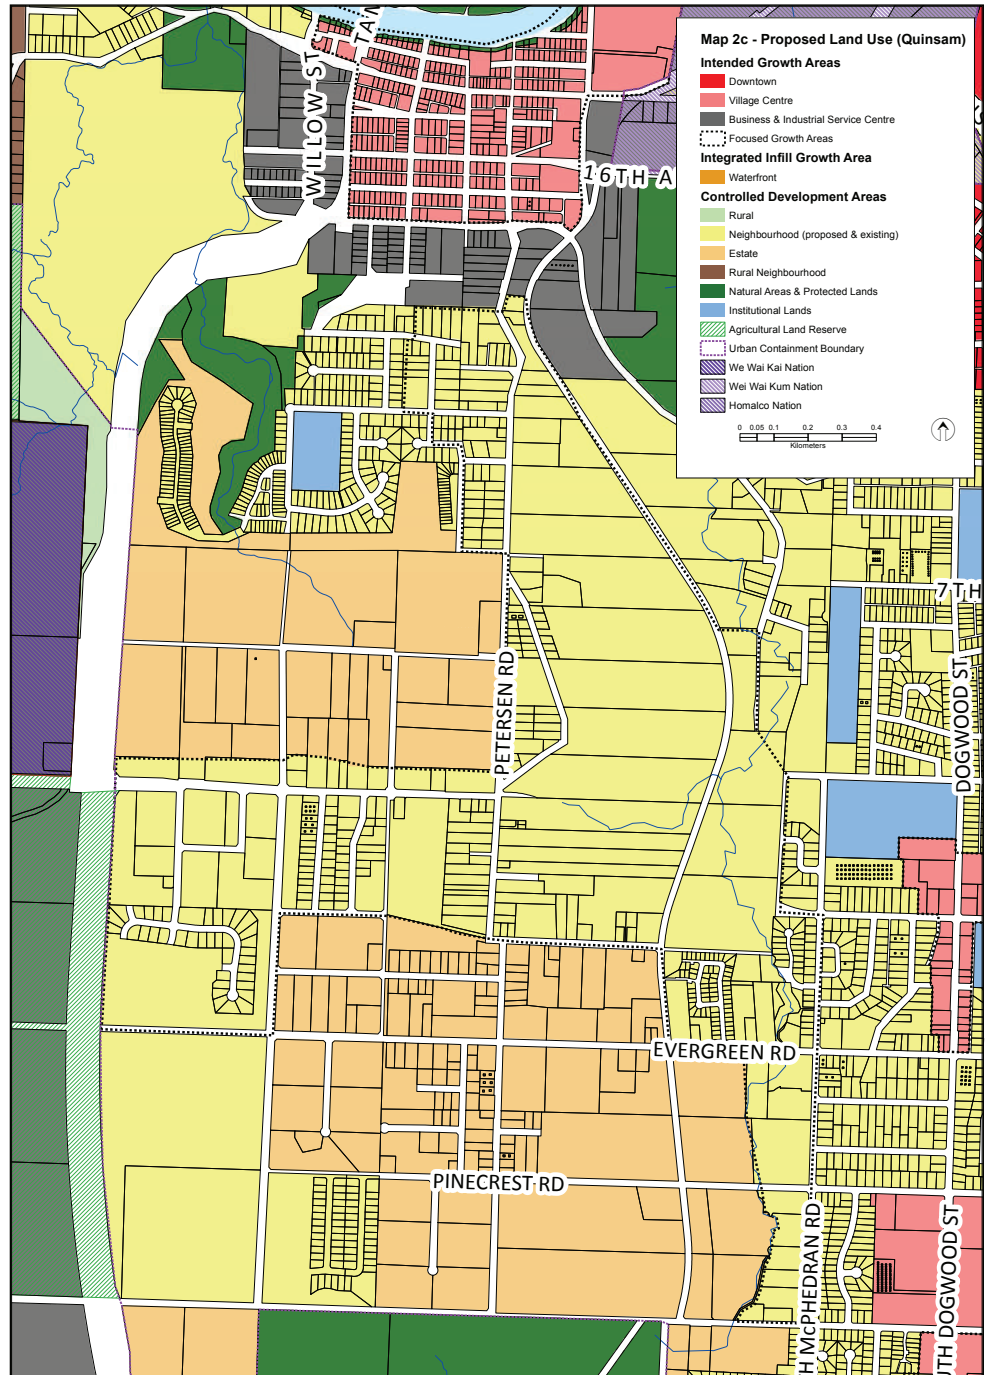 Map 2c - Proposed Land Use (Quinsam)
Intended Growth Areas
Downtown
Village Centre
Business & Industrial Service Centre
Focused Growth Areas
Integrated Infill Growth Area
Waterfront
Controlled Development Areas
Rural
Neighbourhood (proposed & existing)
Estate
Rural Neighbourhood
Natural Areas & Protected Lands
Institutional Lands
Agricultural Land Reserve
Urban Containment Boundary
We Wai Kai Nation
Wei Wai Kum Nation
Homalco Nation
0 0.05 0.1 0.2 0.3 0.4
Kilometers
WILLOW ST
TAM
16TH A
7TH
PETERSEN RD
DOGWOOD ST
EVERGREEN RD
PINECREST RD
H McPHEDRAN RD
UTH DOGWOOD ST